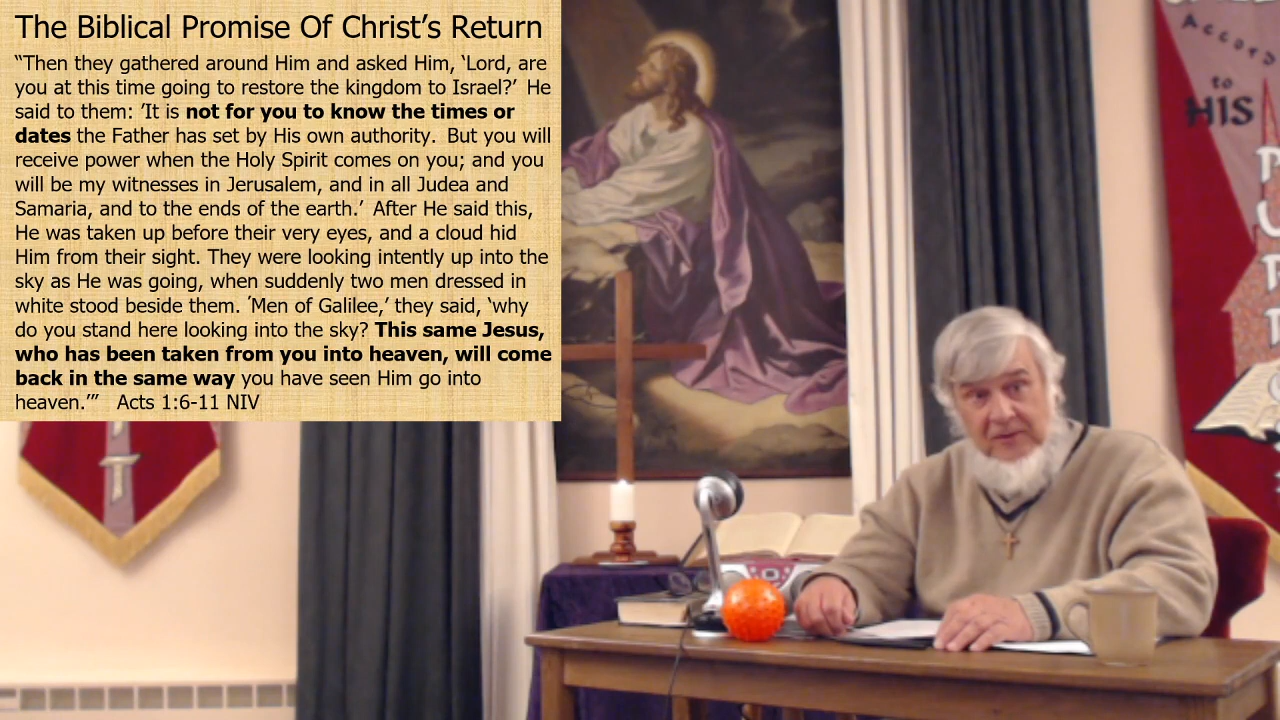 The Biblical Promise Of Christ’s Return
“Then they gathered around Him and asked Him, ‘Lord, are
you at this time going to restore the kingdom to Israel?’ He
said to them: ’It is not for you to know the times or
dates the Father has set by His own authority. But you will
receive power when the Holy Spirit comes on you; and you
will be my witnesses in Jerusalem, and in all Judea and
Samaria, and to the ends of the earth.’ After He said this,
He was taken up before their very eyes, and a cloud hid
Him from their sight. They were looking intently up into the
sky as He was going, when suddenly two men dressed in
white stood beside them. ’Men of Galilee,’ they said, ‘why
do you stand here looking into the sky? This same Jesus,
who has been taken from you into heaven, will come
back in the same way you have seen Him go into
heaven.’” Acts 1:6-11 NIV
to
HIS